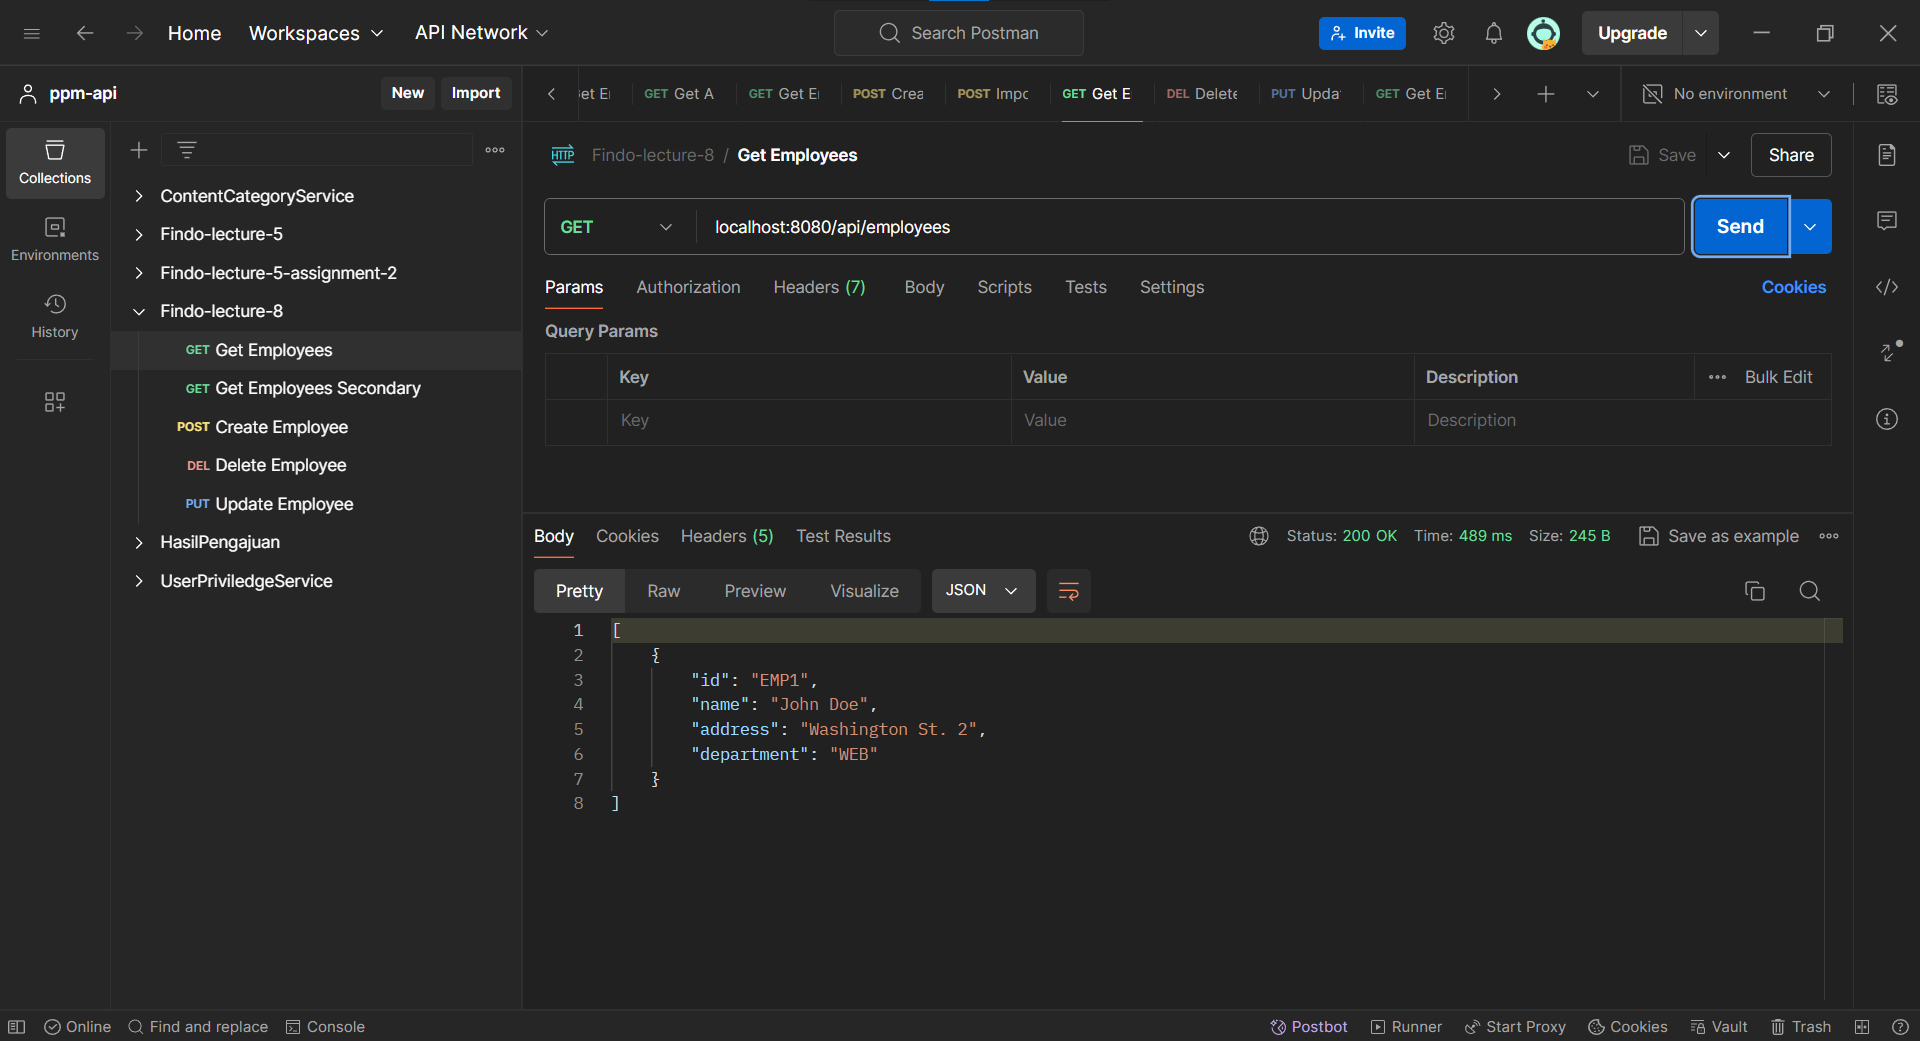 Home Workspaces API Network Search Postman Invite Upgrade
ppm-api New Import
et E GET Get A GET Get E POST Crea POST Impo GET Get E DEL Delete PUT Upda GET Get E No environment
Collections
Environments
History
ContentCategoryService
Findo-lecture-5
Findo-lecture-5-assignment-2
Findo-lecture-8
GET Get Employees
GET Get Employees Secondary
POST Create Employee
DEL Delete Employee
PUT Update Employee
HasilPengajuan
UserPriviledgeService
HTTP Findo-lecture-8 / Get Employees Save Share
GET localhost:8080/api/employees Send
Params Authorization Headers (7) Body Scripts Tests Settings Cookies
Query Params
Key Value Description Bulk Edit
Key Value Description
Body Cookies Headers (5) Test Results Status: 200 OK Time: 489 ms Size: 245 B Save as example
Pretty Raw Preview Visualize JSON
1 [
2 {
3 "id": "EMP1",
4 "name": "John Doe",
5 "address": "Washington St. 2",
6 "department": "WEB"
7 }
8 ]
Online Find and replace Console Postbot Runner Start Proxy Cookies Vault Trash